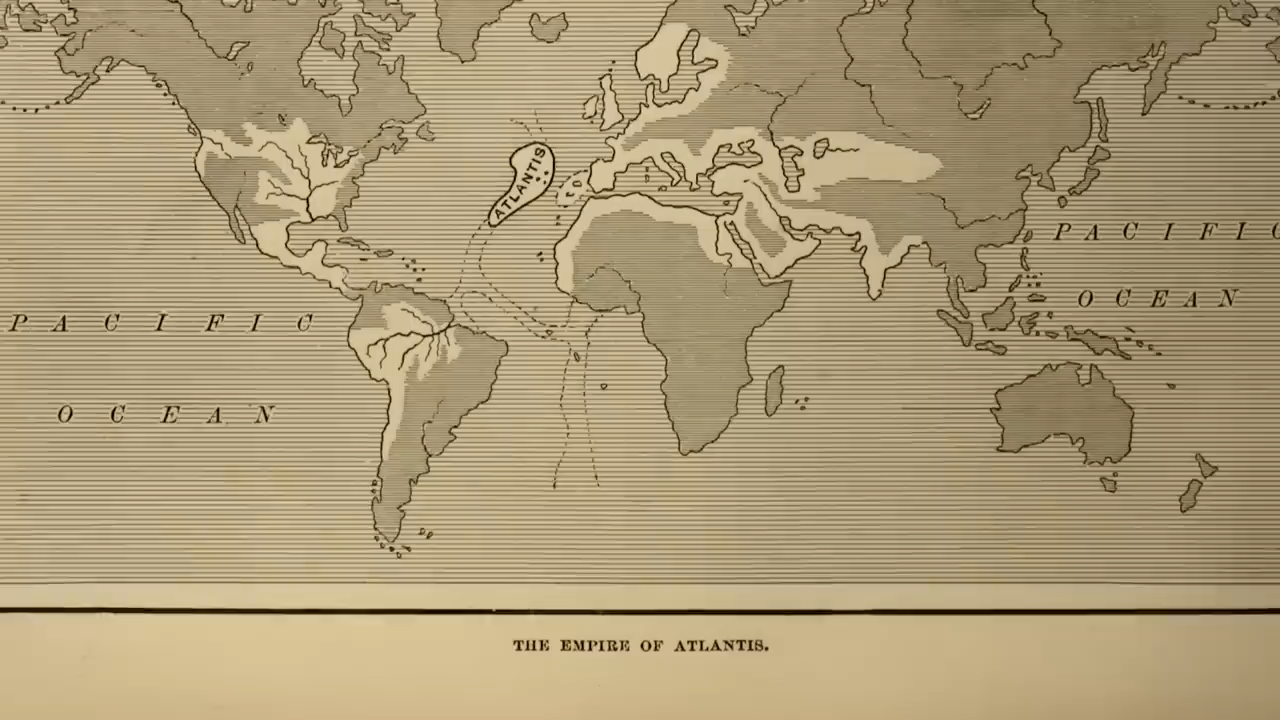 ATLANTIS
PACIFIC
OCEAN
PACIFIC
OCEAN
THE EMPIRE OF ATLANTIS.